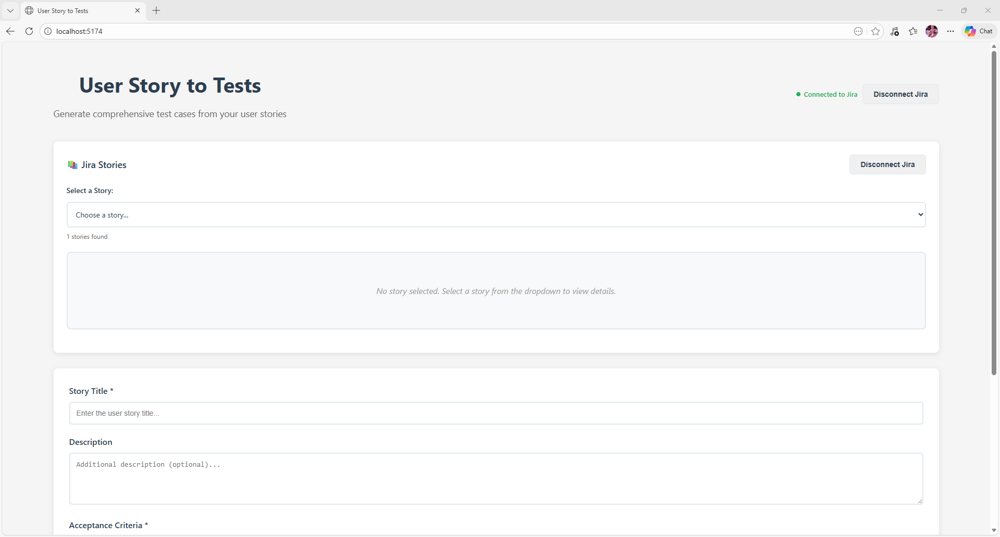 User Story to Tests
localhost:5174
Chat
User Story to Tests
Generate comprehensive test cases from your user stories
Connected to Jira
Disconnect Jira
Jira Stories
Disconnect Jira
Select a Story:
Choose a story...
1 stories found
No story selected. Select a story from the dropdown to view details.
Story Title *
Enter the user story title...
Description
Additional description (optional)...
Acceptance Criteria *